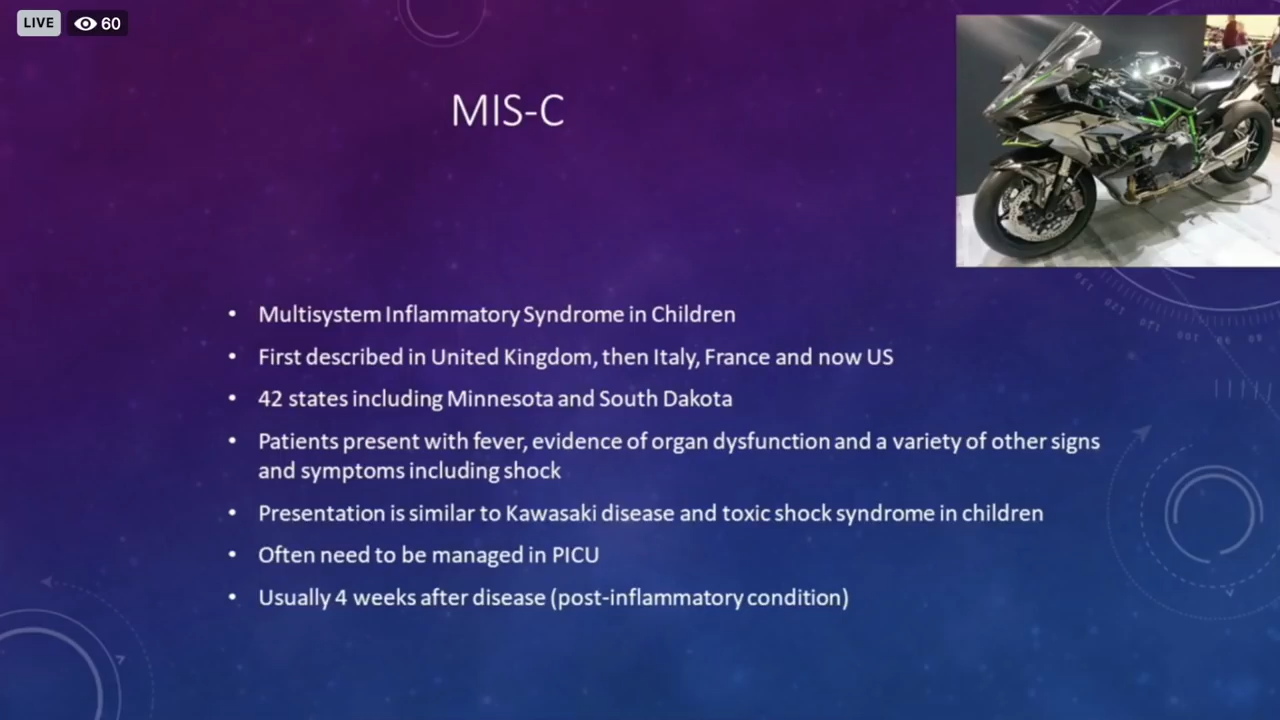 LIVE 60
MIS-C
• Multisystem Inflammatory Syndrome in Children
• First described in United Kingdom, then Italy, France and now US
• 42 states including Minnesota and South Dakota
• Patients present with fever, evidence of organ dysfunction and a variety of other signs
and symptoms including shock
• Presentation is similar to Kawasaki disease and toxic shock syndrome in children
• Often need to be managed in PICU
• Usually 4 weeks after disease (post-inflammatory condition)